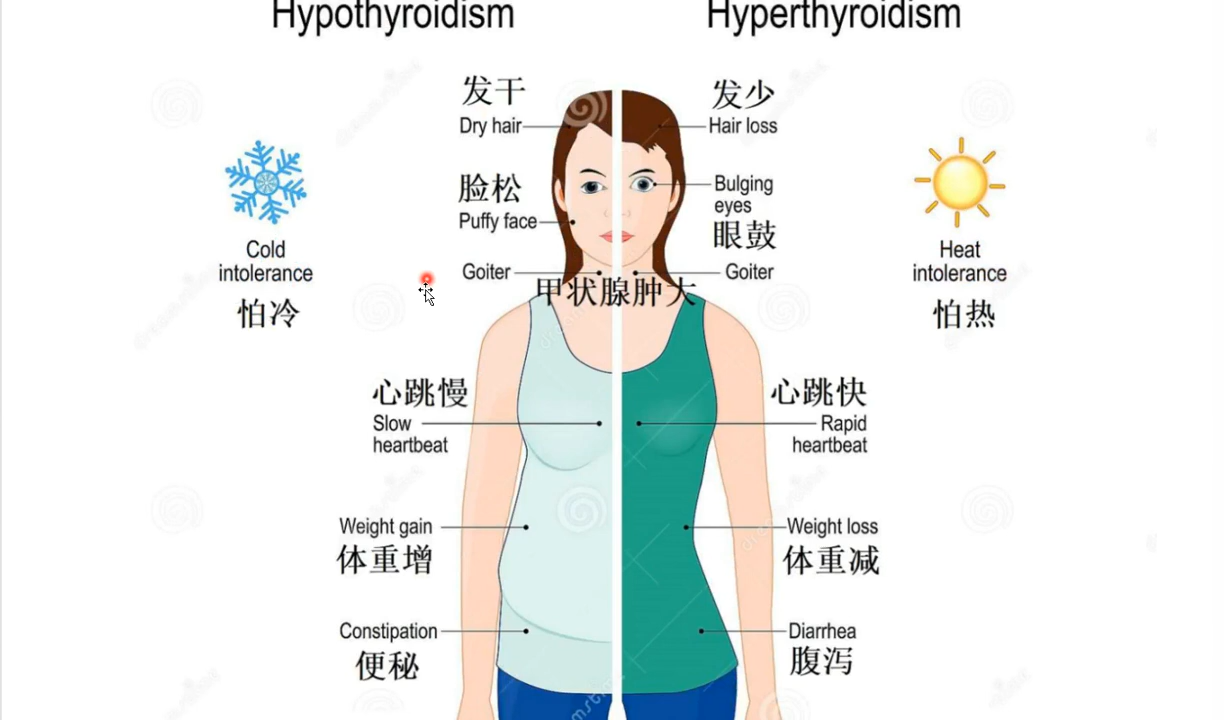 Hypothyroidism
Hyperthyroidism
发干
Dry hair
发少
Hair loss
脸松
Puffy face
Bulging
eyes
眼鼓
Goiter
Goiter
甲状腺肿大
Cold
intolerance
怕冷
Heat
intolerance
怕热
心跳慢
Slow
heartbeat
心跳快
Rapid
heartbeat
Weight gain
体重增
Weight loss
体重减
Constipation
便秘
Diarrhea
腹泻